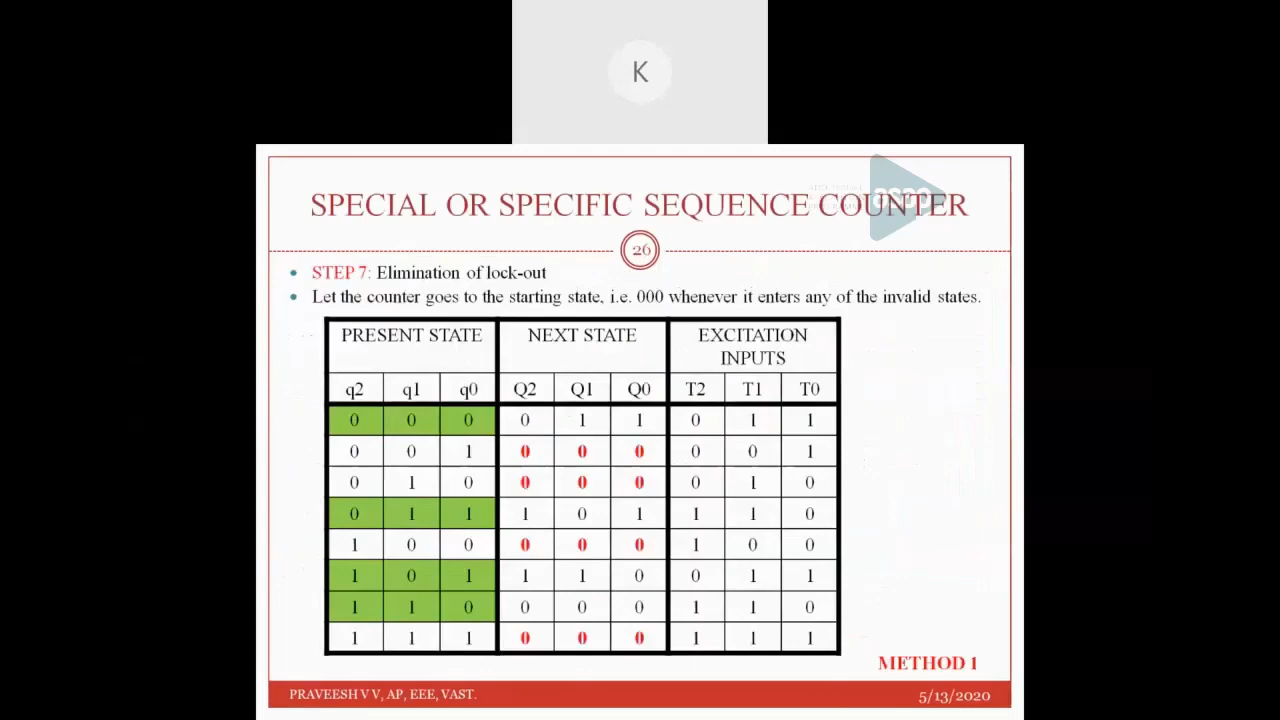 K
SPECIAL OR SPECIFIC SEQUENCE COUNTER
asap
26
• STEP 7: Elimination of lock-out
• Let the counter goes to the starting state, i.e. 000 whenever it enters any of the invalid states.
PRESENT STATE NEXT STATE EXCITATION
INPUTS
q2 q1 q0 Q2 Q1 Q0 T2 T1 T0
0 0 0 0 1 1 0 1 1
0 0 1 0 0 0 0 0 1
0 1 0 0 0 0 0 1 0
0 1 1 1 0 1 1 1 0
1 0 0 0 0 0 1 0 0
1 0 1 1 1 0 0 1 1
1 1 0 0 0 0 1 1 0
1 1 1 0 0 0 1 1 1
METHOD 1
PRAVEESH V V, AP, EEE, VAST. 5/13/2020